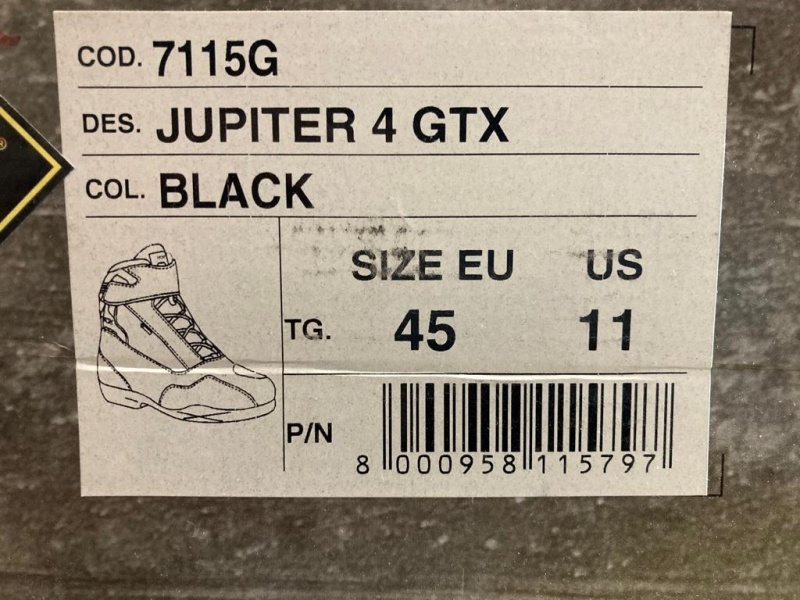 COD. 7115G
DES. JUPITER 4 GTX
COL. BLACK
SIZE EU US
TG. 45 11
P/N
8 000958 115797
®